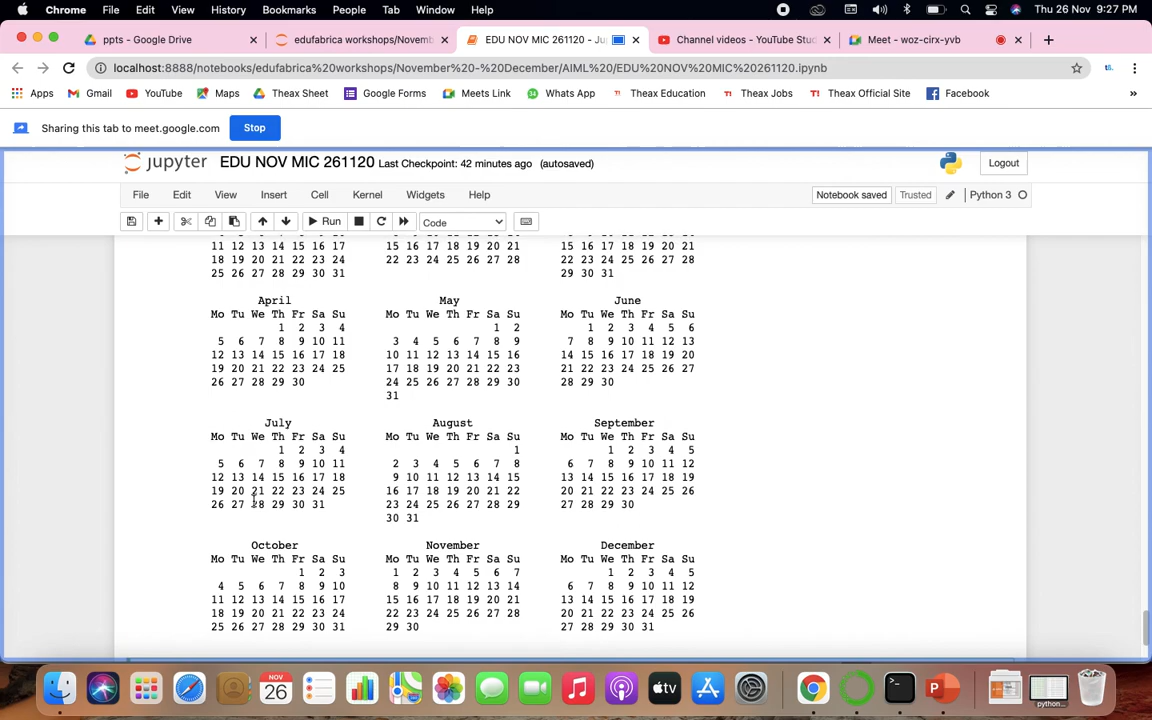 Chrome File Edit View History Bookmarks People Tab Window Help Thu 26 Nov 9:27 PM
ppts - Google Drive edufabrica workshops/Novemb EDU NOV MIC 261120 - Ju Channel videos - YouTube Stud Meet - woz-cirx-yvb
localhost:8888/notebooks/edufabrica%20workshops/November%20-%20December/AIML%20/EDU%20NOV%20MIC%20261120.ipynb
Apps Gmail YouTube Maps Theax Sheet Google Forms Meets Link Whats App Theax Education Theax Jobs Theax Official Site Facebook »
Sharing this tab to meet.google.com Stop
jupyter EDU NOV MIC 261120 Last Checkpoint: 42 minutes ago (autosaved) Logout
File Edit View Insert Cell Kernel Widgets Help Notebook saved Trusted Python 3
Run Code
11 12 13 14 15 16 17 15 16 17 18 19 20 21 15 16 17 18 19 20 21
18 19 20 21 22 23 24 22 23 24 25 26 27 28 22 23 24 25 26 27 28
25 26 27 28 29 30 31 29 30 31
April May June
Mo Tu We Th Fr Sa Su Mo Tu We Th Fr Sa Su Mo Tu We Th Fr Sa Su
1 2 3 4 1 2 1 2 3 4 5 6
5 6 7 8 9 10 11 3 4 5 6 7 8 9 7 8 9 10 11 12 13
12 13 14 15 16 17 18 10 11 12 13 14 15 16 14 15 16 17 18 19 20
19 20 21 22 23 24 25 17 18 19 20 21 22 23 21 22 23 24 25 26 27
26 27 28 29 30 24 25 26 27 28 29 30 28 29 30
31
July August September
Mo Tu We Th Fr Sa Su Mo Tu We Th Fr Sa Su Mo Tu We Th Fr Sa Su
1 2 3 4 1 1 2 3 4 5
5 6 7 8 9 10 11 2 3 4 5 6 7 8 6 7 8 9 10 11 12
12 13 14 15 16 17 18 9 10 11 12 13 14 15 13 14 15 16 17 18 19
19 20 21 22 23 24 25 16 17 18 19 20 21 22 20 21 22 23 24 25 26
26 27 28 29 30 31 23 24 25 26 27 28 29 27 28 29 30
30 31
October November December
Mo Tu We Th Fr Sa Su Mo Tu We Th Fr Sa Su Mo Tu We Th Fr Sa Su
1 2 3 1 2 3 4 5 6 7 1 2 3 4 5
4 5 6 7 8 9 10 8 9 10 11 12 13 14 6 7 8 9 10 11 12
11 12 13 14 15 16 17 15 16 17 18 19 20 21 13 14 15 16 17 18 19
18 19 20 21 22 23 24 22 23 24 25 26 27 28 20 21 22 23 24 25 26
25 26 27 28 29 30 31 29 30 27 28 29 30 31
NOV
26
tv
python...